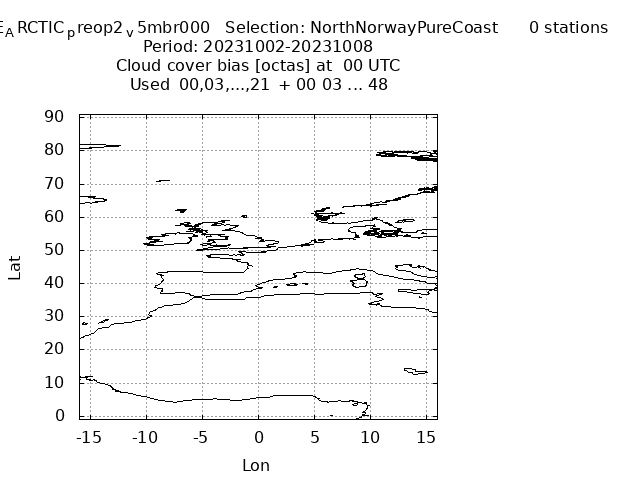 E_A RCTIC_p reop2_v 5mbr000 Selection: NorthNorwayPureCoast 0 stations
Period: 20231002-20231008
Cloud cover bias [octas] at 00 UTC
Used 00,03,...,21 + 00 03 ... 48
90
80
70
60
50
40
30
20
10
0
Lat
-15 -10 -5 0 5 10 15
Lon